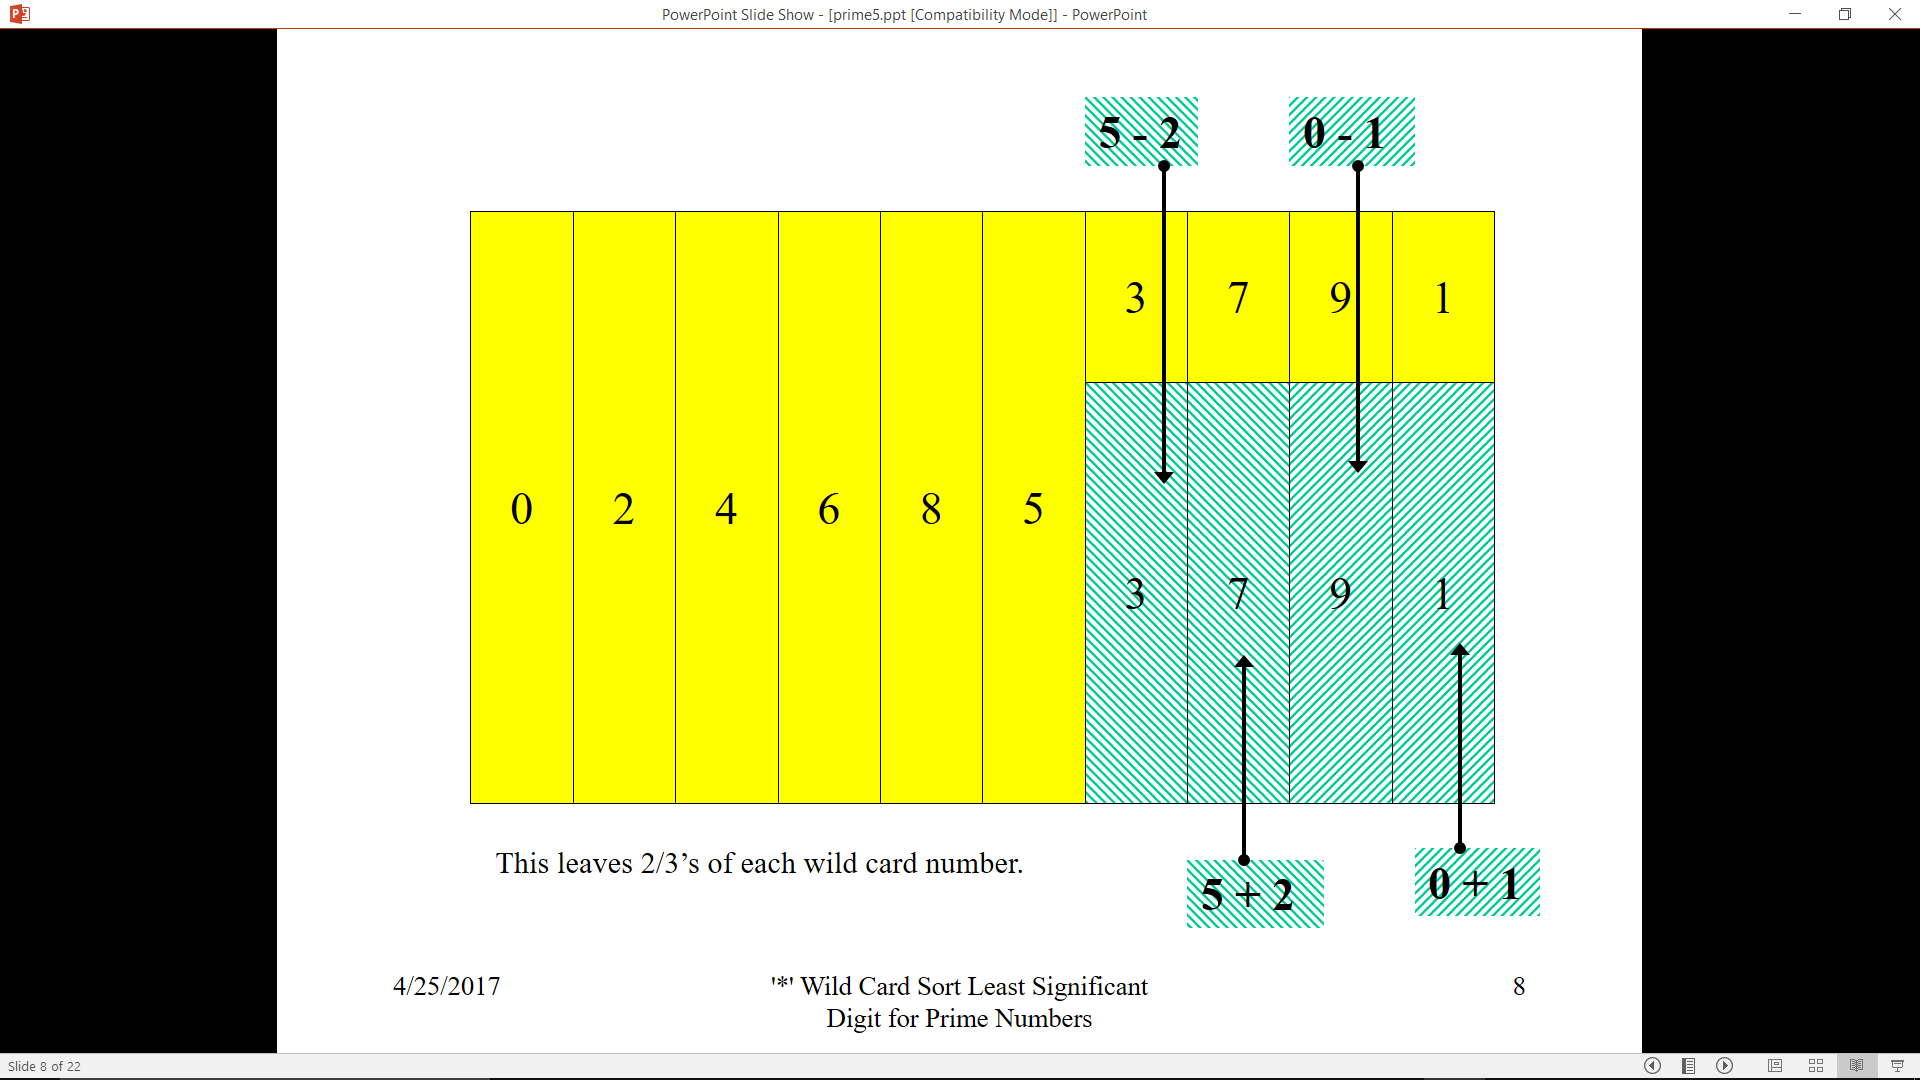 PowerPoint Slide Show - [prime5.ppt [Compatibility Mode]] - PowerPoint
5 - 2
0 - 1
3 7 9 1
0 2 4 6 8 5
3 7 9 1
This leaves 2/3’s of each wild card number.
5 + 2
0 + 1
4/25/2017
'*' Wild Card Sort Least Significant
Digit for Prime Numbers
8
Slide 8 of 22